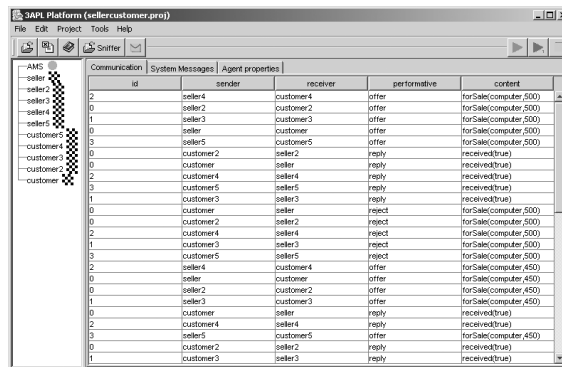 3APL Platform (sellercustomer.proj)
File Edit Project Tools Help
Sniffer
AMS
seller
seller2
seller3
seller4
seller5
customer5
customer4
customer3
customer2
customer
Communication System Messages Agent properties
id sender receiver performative content
2 seller4 customer4 offer forSale(computer,500)
0 seller2 customer2 offer forSale(computer,500)
1 seller3 customer3 offer forSale(computer,500)
0 seller customer offer forSale(computer,500)
3 seller5 customer5 offer forSale(computer,500)
0 customer2 seller2 reply received(true)
0 customer seller reply received(true)
2 customer4 seller4 reply received(true)
3 customer5 seller5 reply received(true)
1 customer3 seller3 reply received(true)
0 customer seller reject forSale(computer,500)
0 customer2 seller2 reject forSale(computer,500)
2 customer4 seller4 reject forSale(computer,500)
1 customer3 seller3 reject forSale(computer,500)
3 customer5 seller5 reject forSale(computer,500)
2 seller4 customer4 offer forSale(computer,450)
0 seller customer offer forSale(computer,450)
0 seller2 customer2 offer forSale(computer,450)
1 seller3 customer3 offer forSale(computer,450)
0 customer seller reply received(true)
2 customer4 seller4 reply received(true)
3 seller5 customer5 offer forSale(computer,450)
0 customer2 seller2 reply received(true)
1 customer3 seller3 reply received(true)